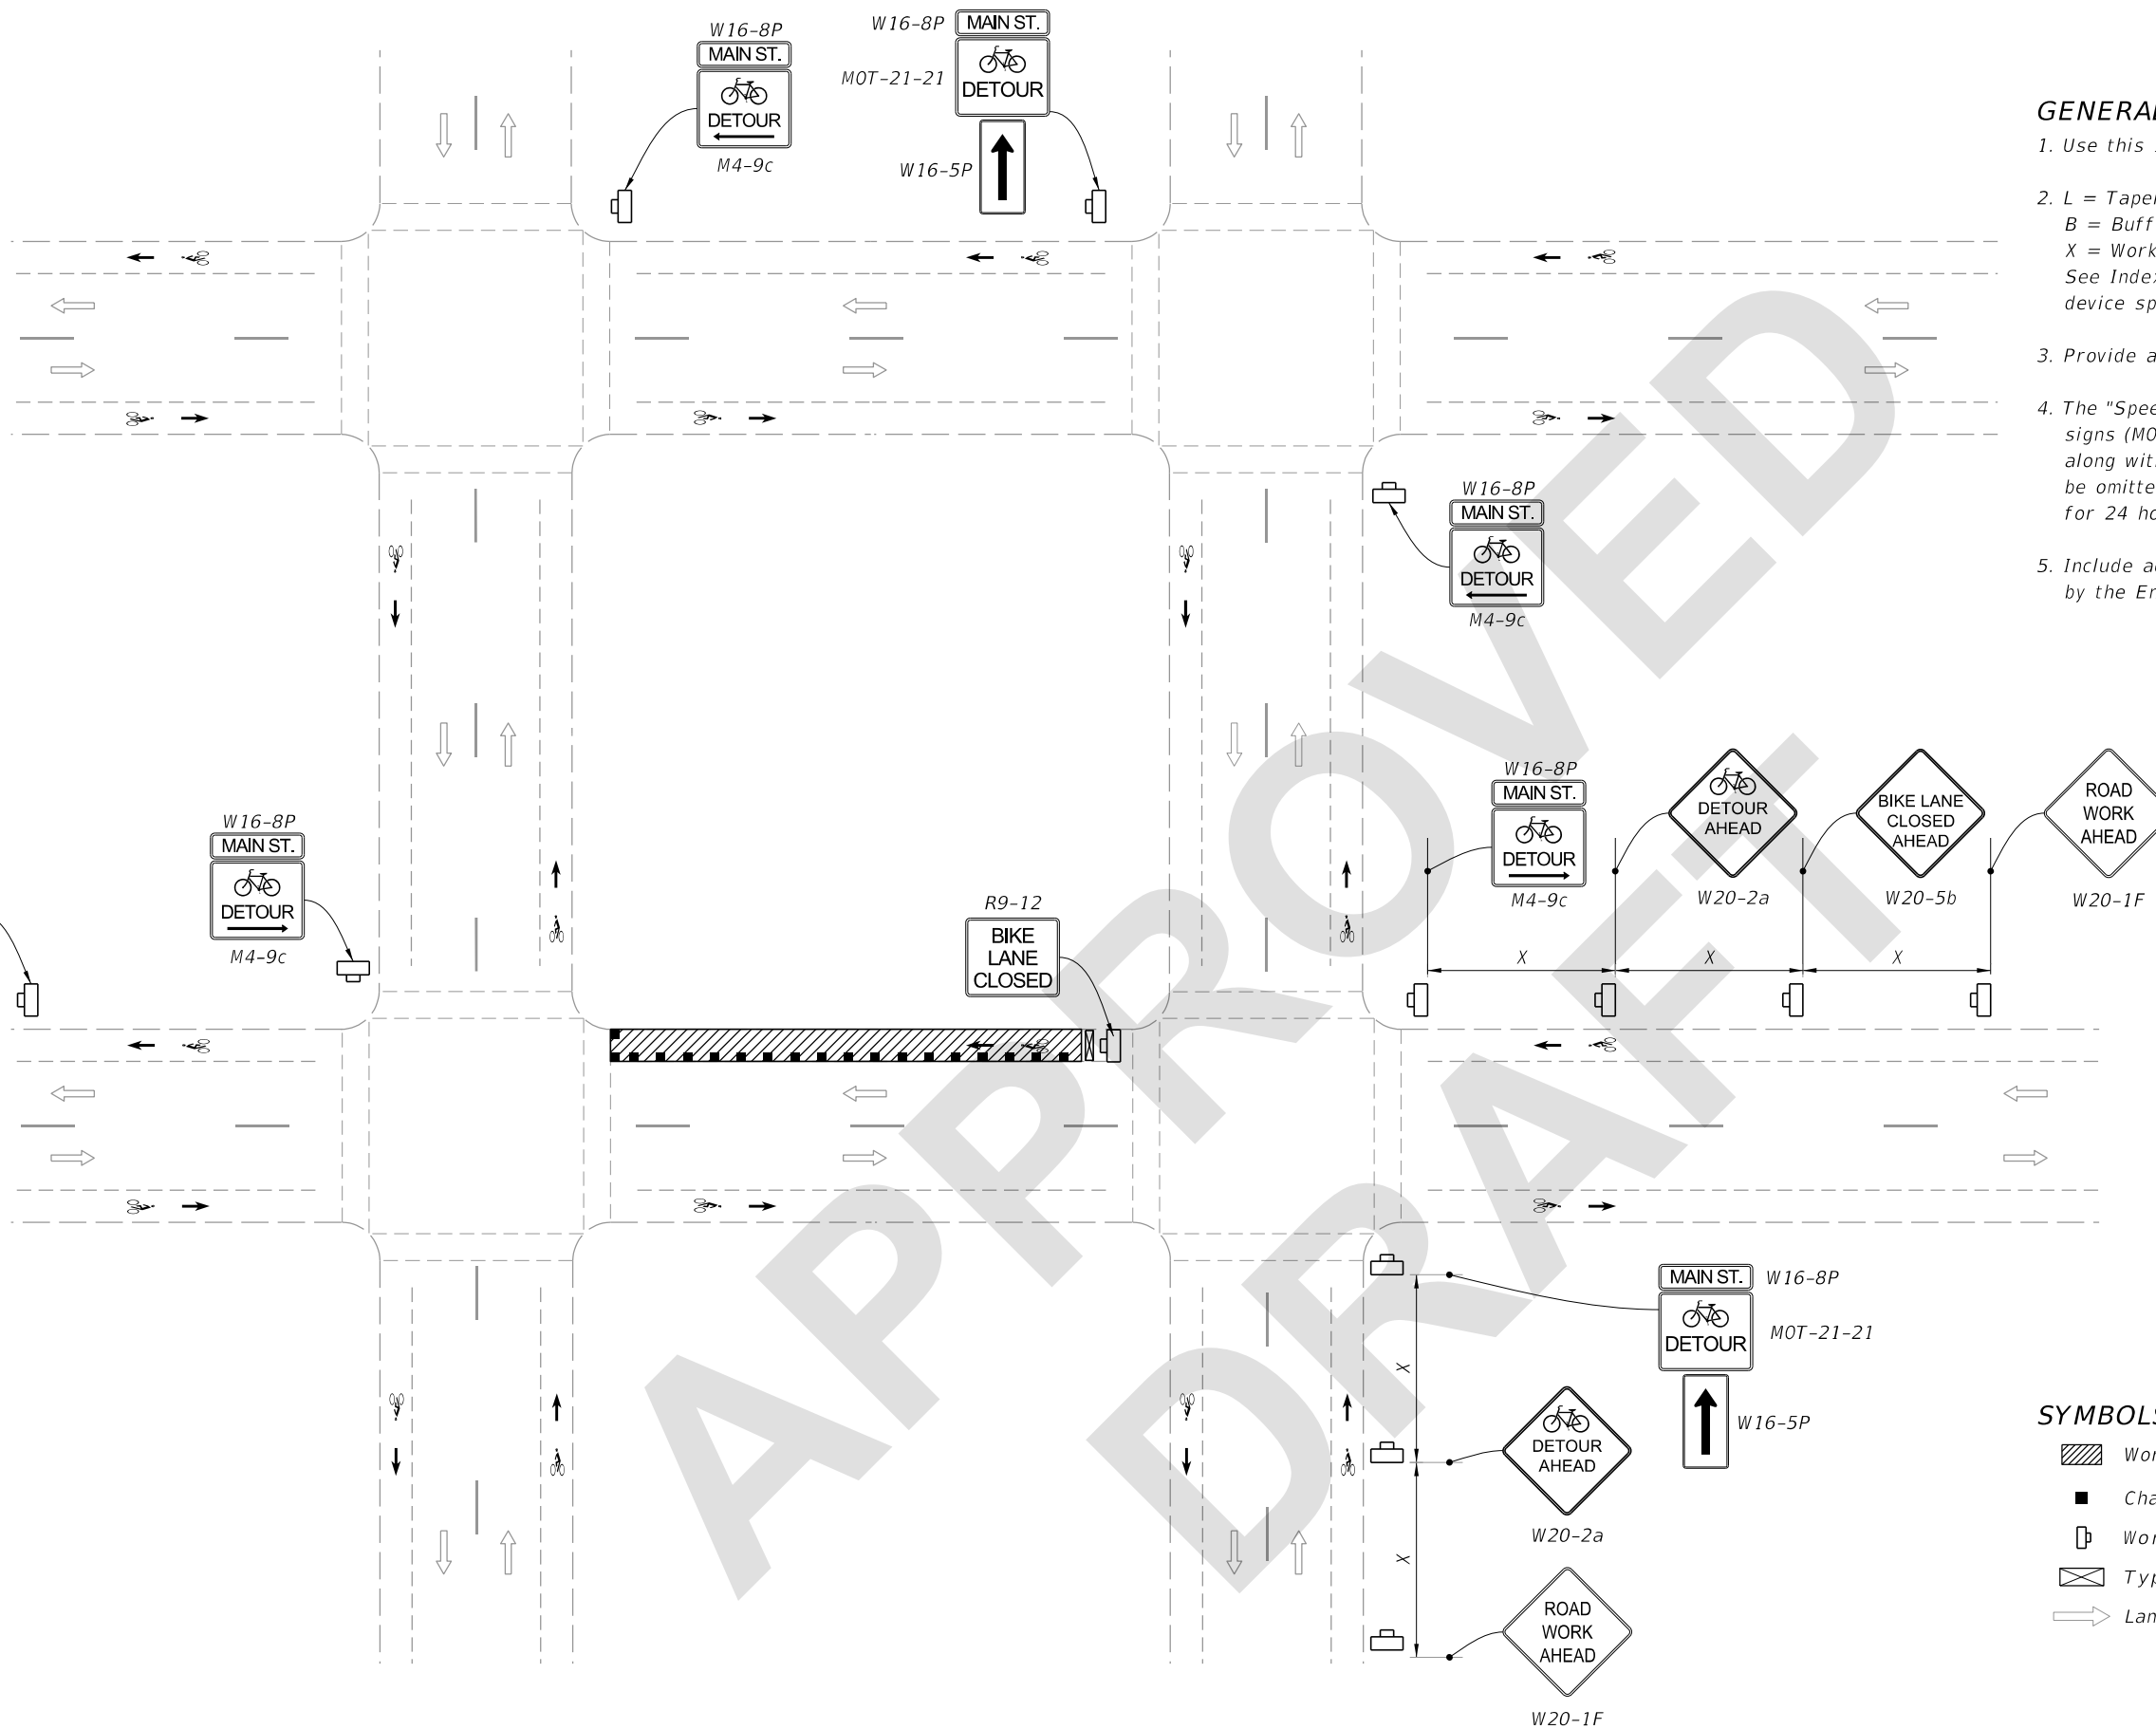 W16-8P
MAIN ST.
DETOUR
M4-9c
W16-8P
MAIN ST.
MOT-21-21
DETOUR
W16-5P
GENERAL
1. Use this
2. L = Taper
B = Buff
X = Work
See Index
device sp
3. Provide a
4. The "Spee
signs (MO
along wit
be omitte
for 24 ho
5. Include a
by the En
W16-8P
MAIN ST.
DETOUR
M4-9c
W16-8P
MAIN ST.
DETOUR
M4-9c
DETOUR
AHEAD
W20-2a
BIKE LANE
CLOSED
AHEAD
W20-5b
ROAD
WORK
AHEAD
W20-1F
X
X
X
W16-8P
MAIN ST.
DETOUR
M4-9c
R9-12
BIKE
LANE
CLOSED
MAIN ST.
W16-8P
DETOUR
MOT-21-21
W16-5P
X
DETOUR
AHEAD
W20-2a
X
ROAD
WORK
AHEAD
W20-1F
SYMBOLS
Wor
Cha
Wor
Typ
Lan
APPROVED
DRAFT